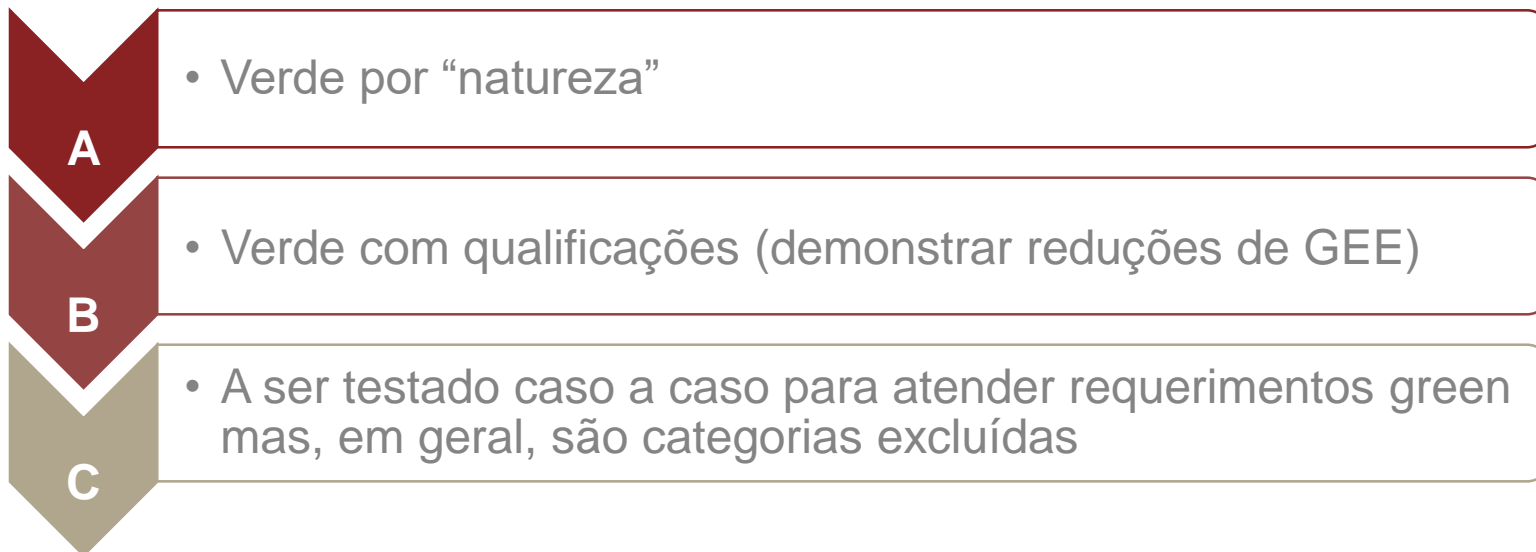 A
• Verde por “natureza”
B
• Verde com qualificações (demonstrar reduções de GEE)
C
• A ser testado caso a caso para atender requerimentos green
mas, em geral, são categorias excluídas